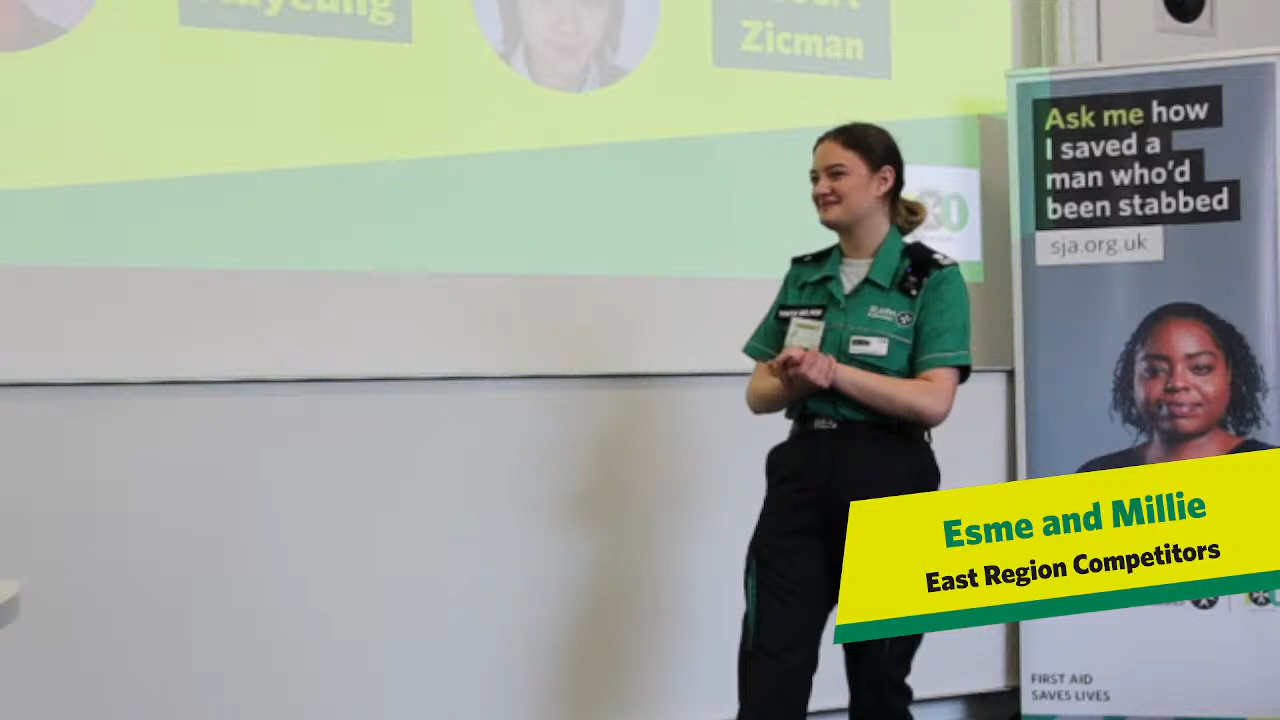 Zicman
Ask me how
I saved a
man who'd
been stabbed
sja.org.uk
Esme and Millie
East Region Competitors
FIRST AID
SAVES LIVES